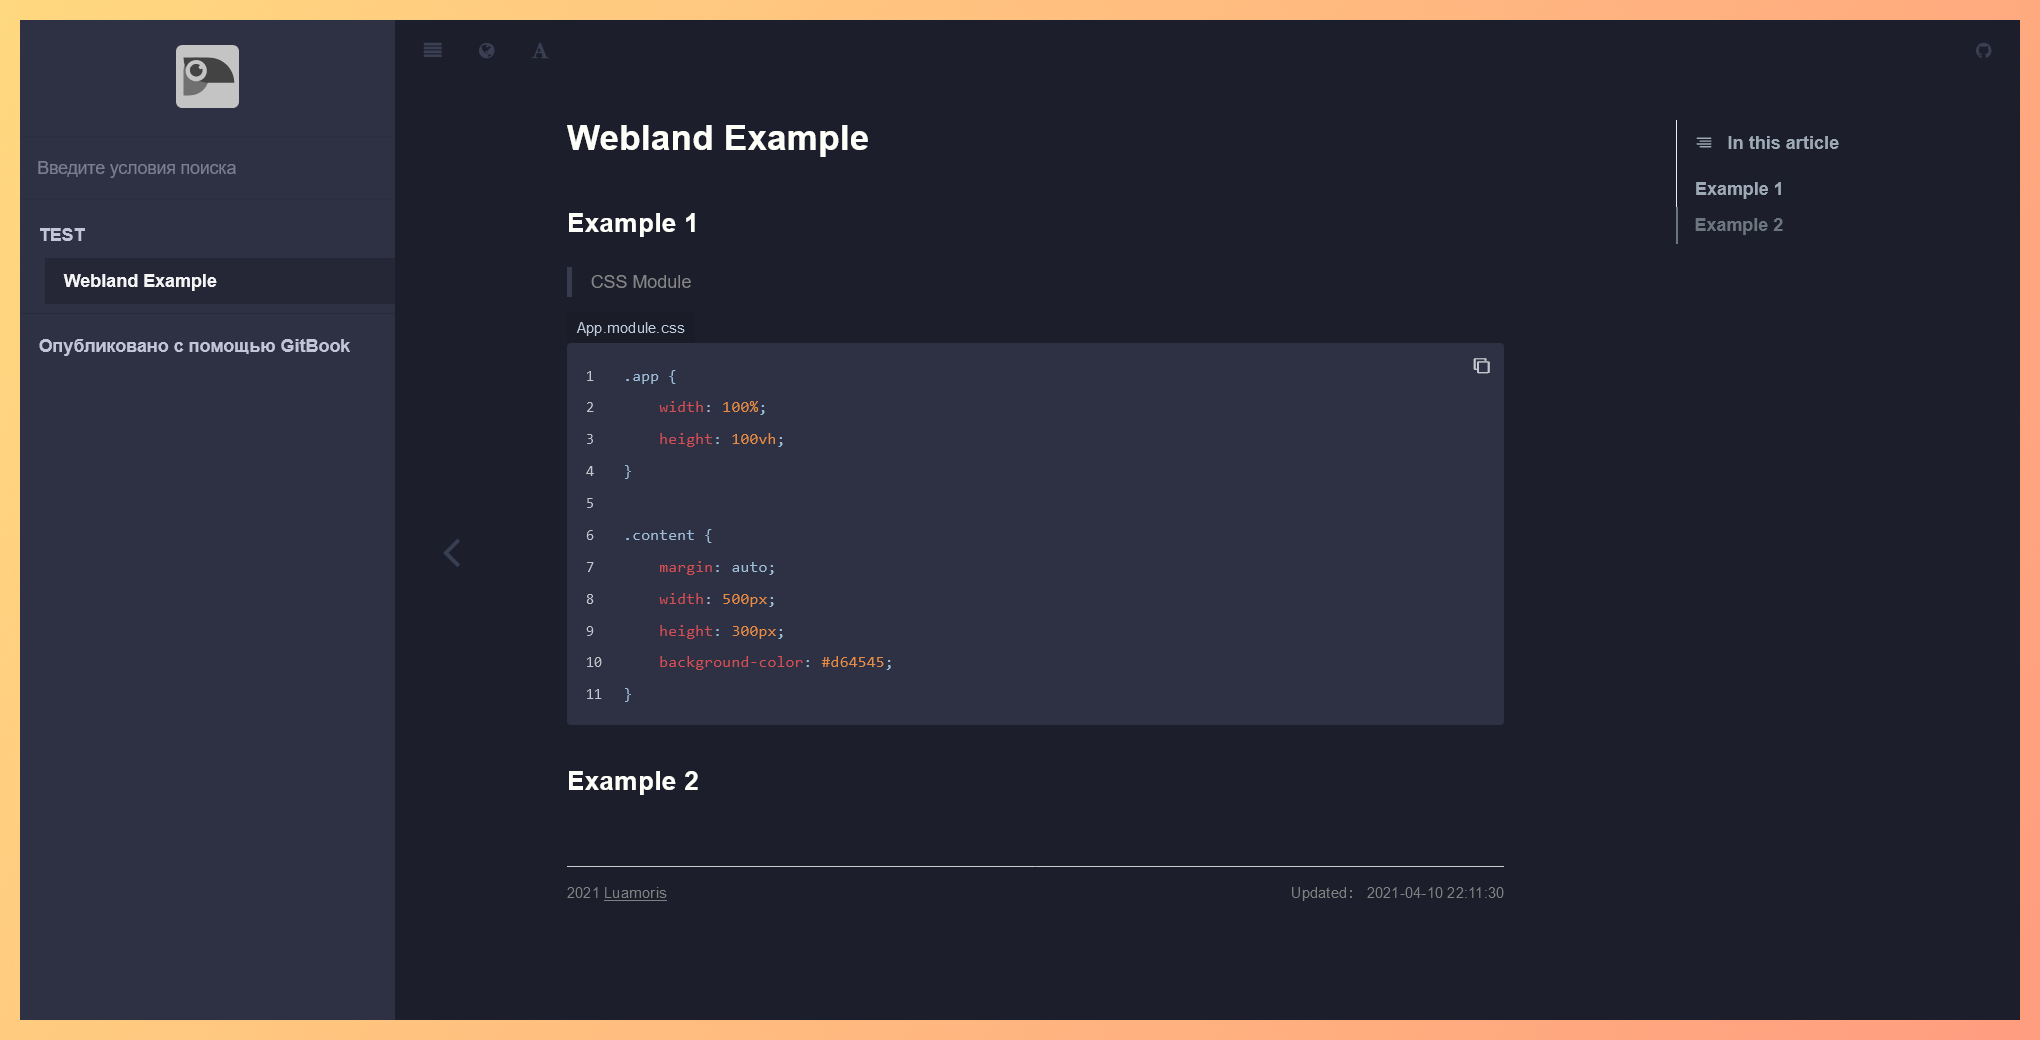 Введите условия поиска
TEST
Webland Example
Опубликовано с помощью GitBook
Webland Example
Example 1
CSS Module
App.module.css
1 .app {
2     width: 100%;
3     height: 100vh;
4 }
5
6 .content {
7     margin: auto;
8     width: 500px;
9     height: 300px;
10     background-color: #d64545;
11 }
Example 2
2021 Luamoris
Updated: 2021-04-10 22:11:30
In this article
Example 1
Example 2